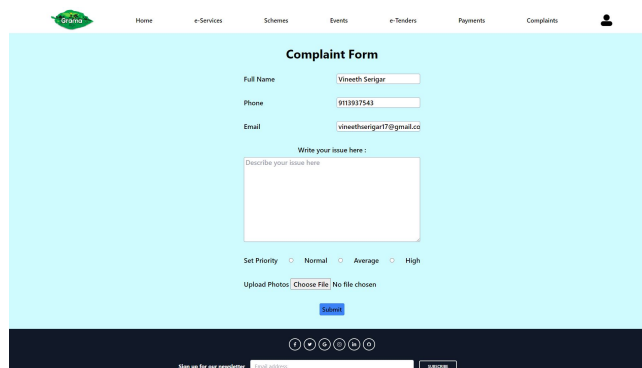 Grama
Home e-Services Schemes Events e-Tenders Payments Complaints
Complaint Form
Full Name Vineeth Serigar
Phone 9113937543
Email vineethserigar17@gmail.co
Write your issue here :
Describe your issue here
Set Priority Normal Average High
Upload Photos Choose File No file chosen
Submit
Sign up for our newsletter Email address SUBSCRIBE